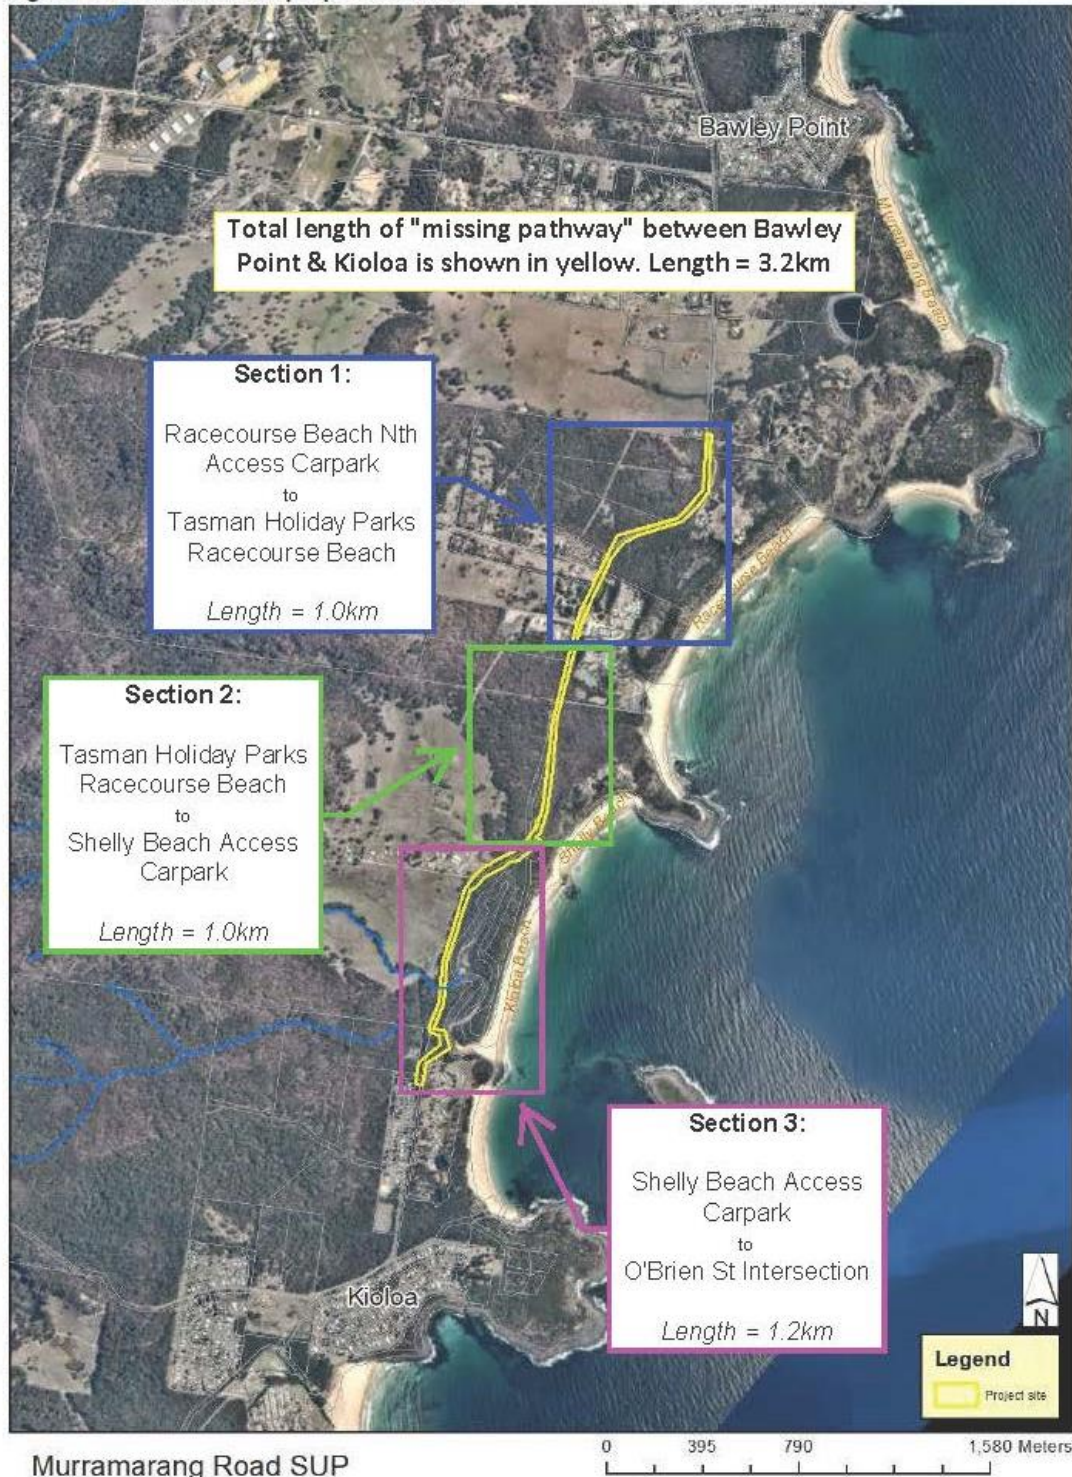 Bawley Point
Murramarang Beach
Total length of "missing pathway" between Bawley
Point & Kioloa is shown in yellow. Length = 3.2km
Section 1:
Racecourse Beach Nth
Access Carpark
to
Tasman Holiday Parks
Racecourse Beach
Length = 1.0km
Racecourse Beach
Section 2:
Tasman Holiday Parks
Racecourse Beach
to
Shelly Beach Access
Carpark
Length = 1.0km
Shelly Beach
Kioloa Beach
Section 3:
Shelly Beach Access
Carpark
to
O'Brien St Intersection
Length = 1.2km
Kioloa
N
Legend
Project site
Murramarang Road SUP
0 395 790 1,580 Meters